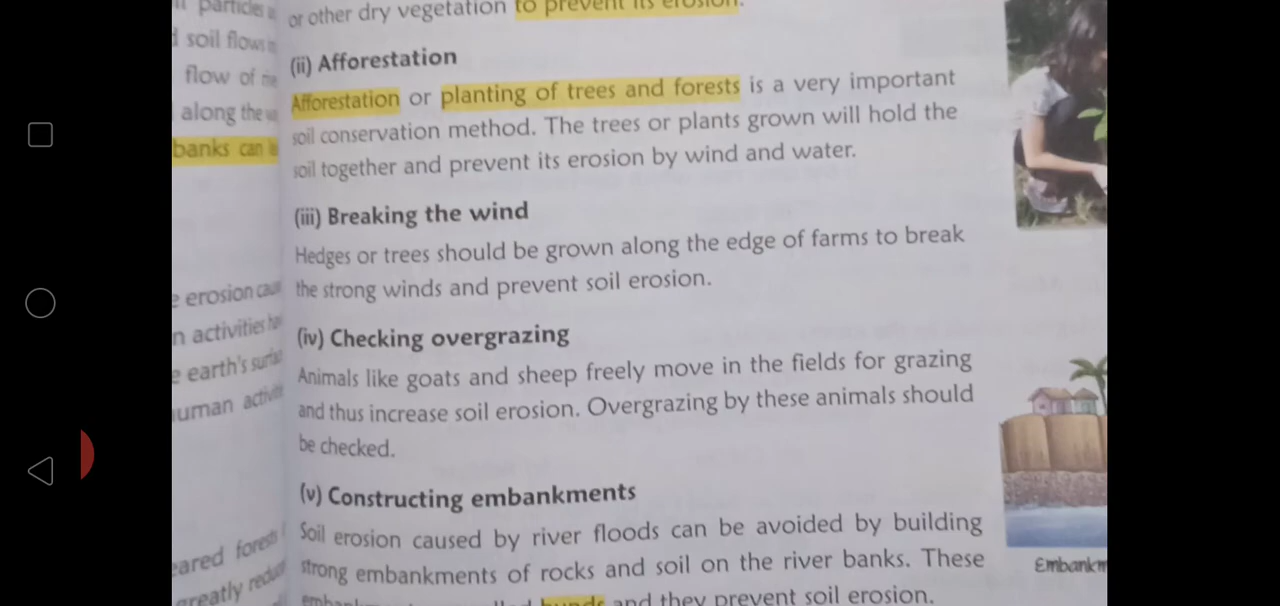 particles
soil flows
flow of the
along the
banks can
erosion
activities
earth's
human
forests
greatly
or other dry vegetation to prevent its erosion.
(ii) Afforestation
Afforestation or planting of trees and forests is a very important
soil conservation method. The trees or plants grown will hold the
soil together and prevent its erosion by wind and water.
(iii) Breaking the wind
Hedges or trees should be grown along the edge of farms to break
the strong winds and prevent soil erosion.
(iv) Checking overgrazing
Animals like goats and sheep freely move in the fields for grazing
and thus increase soil erosion. Overgrazing by these animals should
be checked.
(v) Constructing embankments
Soil erosion caused by river floods can be avoided by building
strong embankments of rocks and soil on the river banks. These
bunds and they prevent soil erosion.